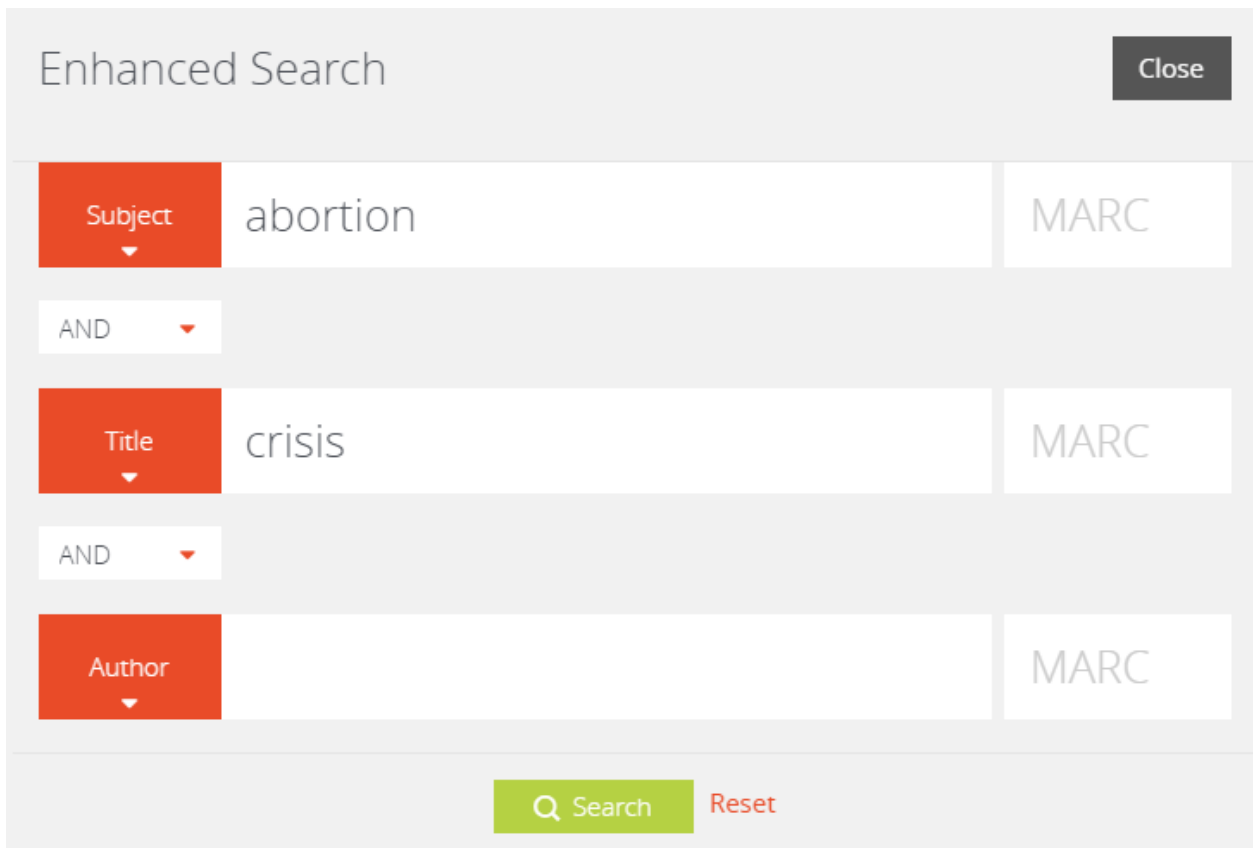 Enhanced Search
Close
Subject
abortion
MARC
AND
Title
crisis
MARC
AND
Author
MARC
Search
Reset